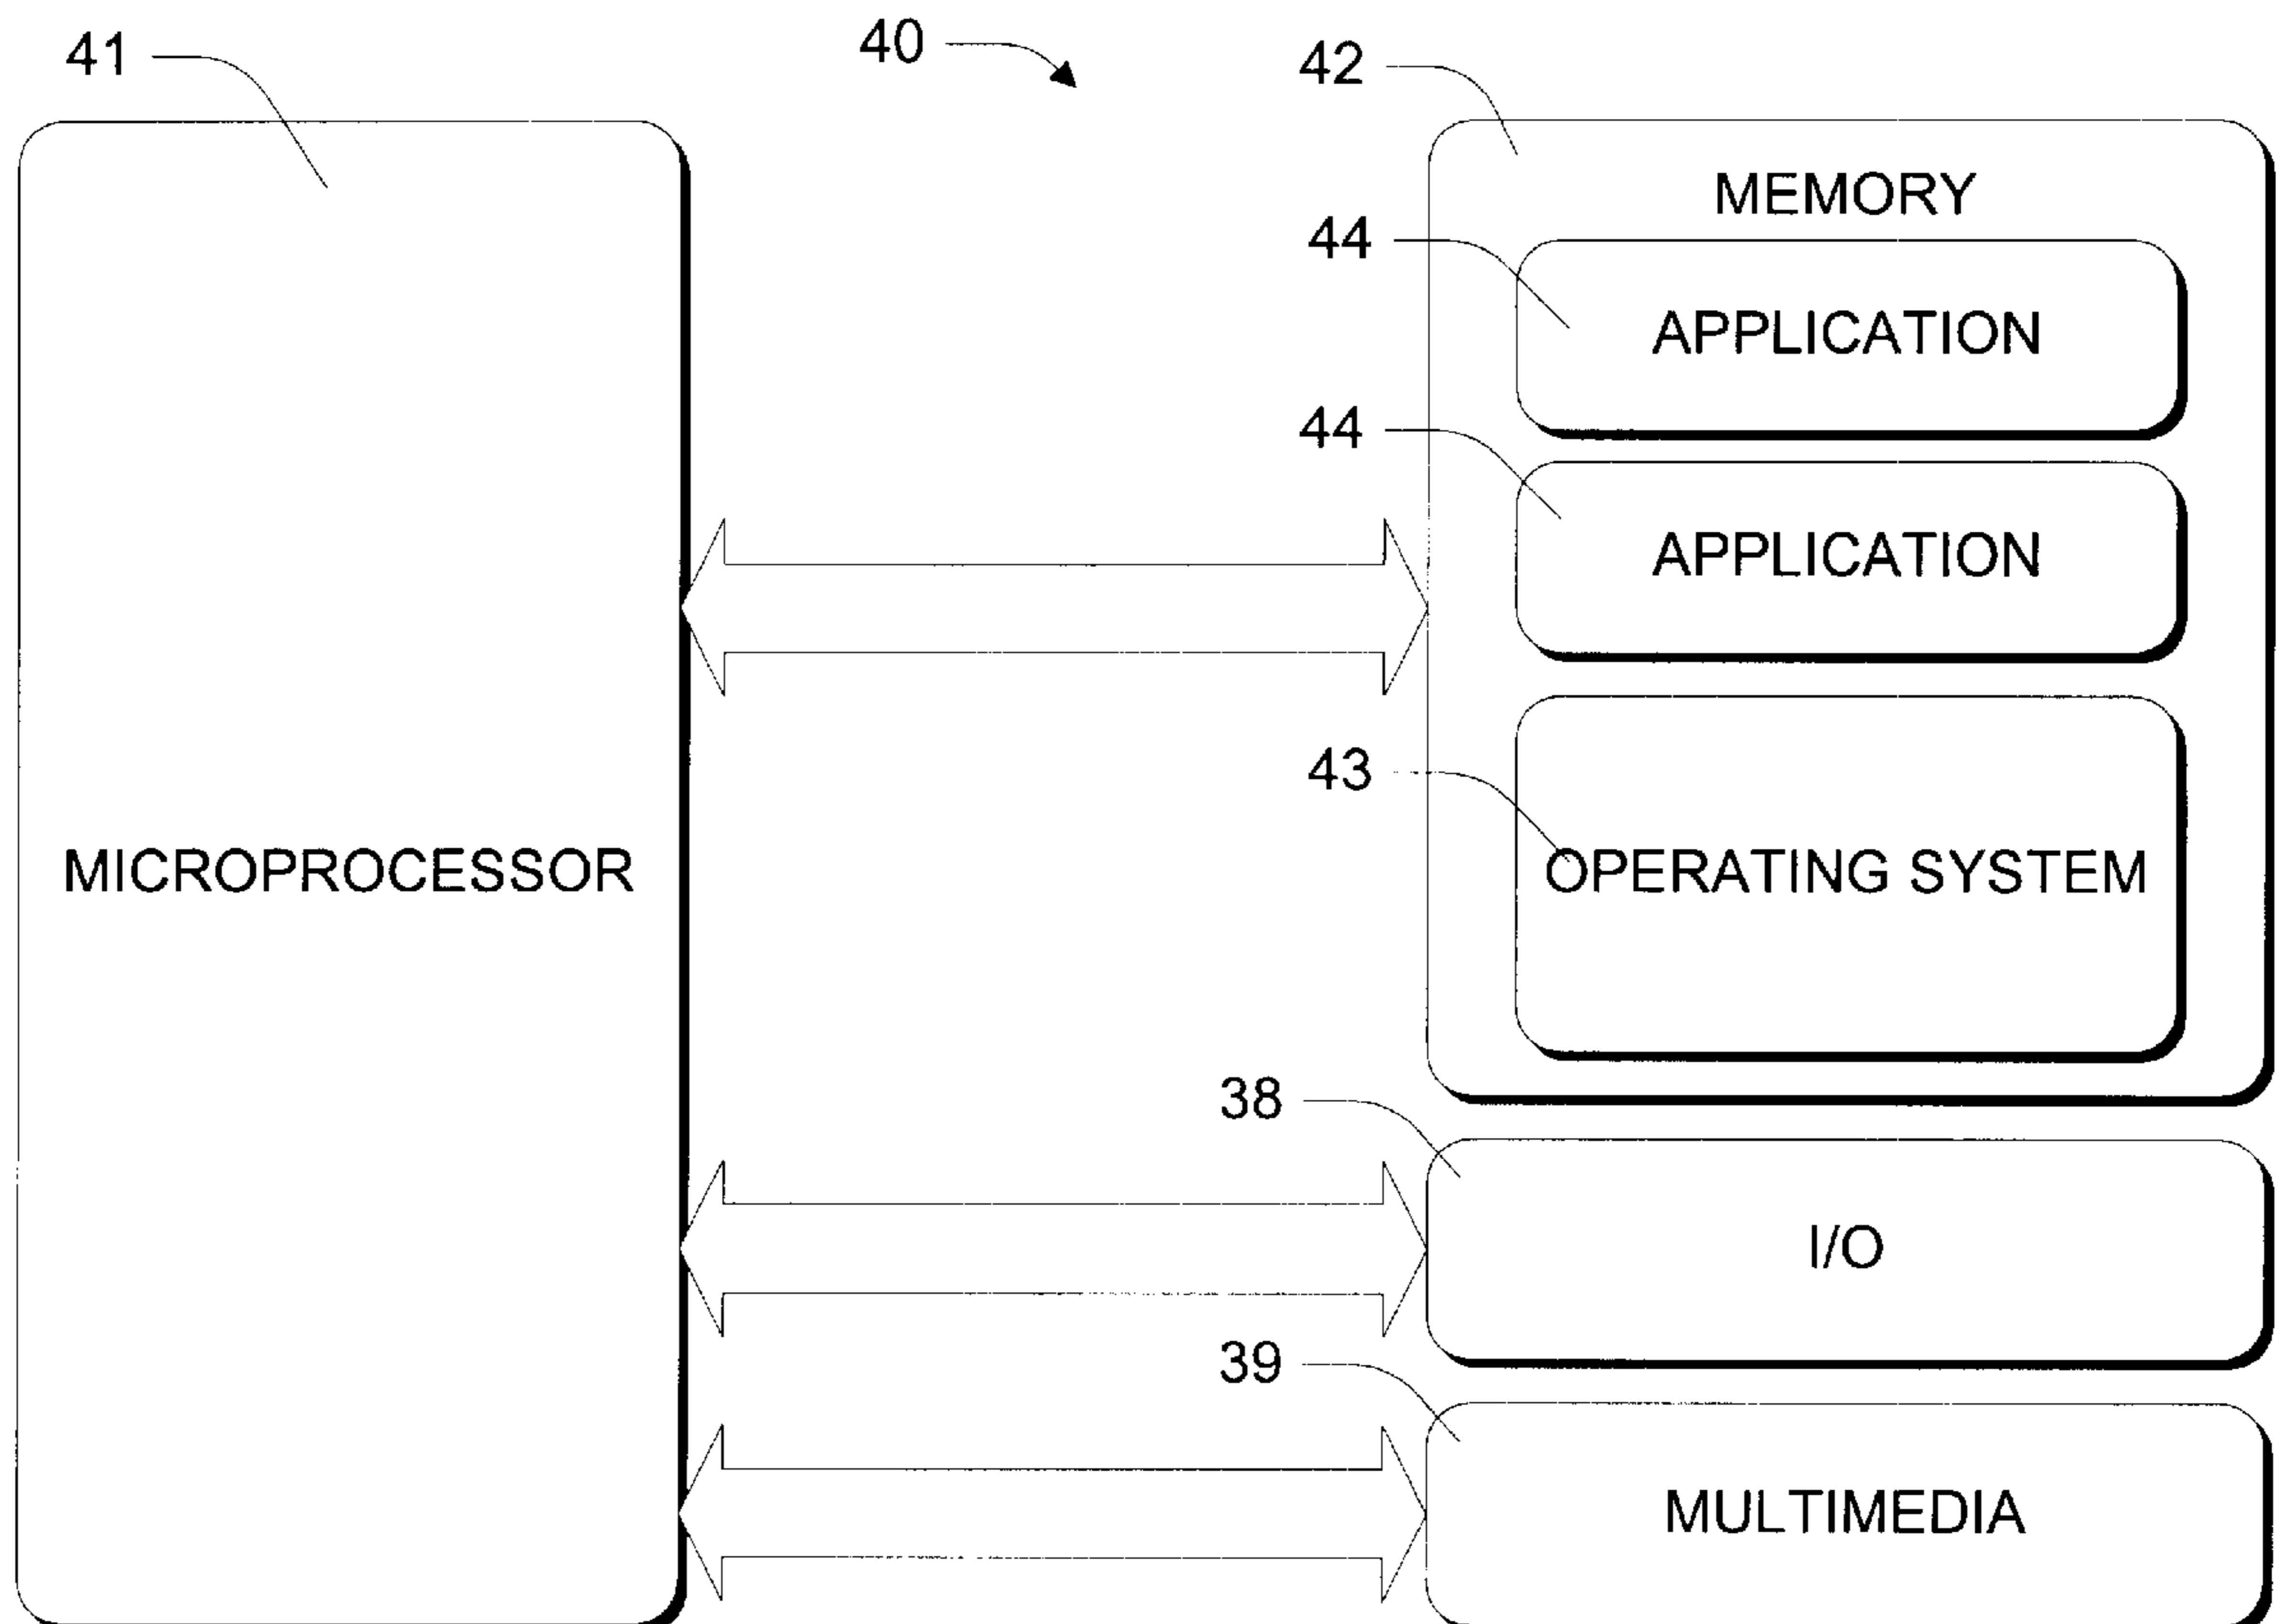 41
40
42
MEMORY
44
APPLICATION
44
APPLICATION
43
MICROPROCESSOR
OPERATING SYSTEM
38
I/O
39
MULTIMEDIA